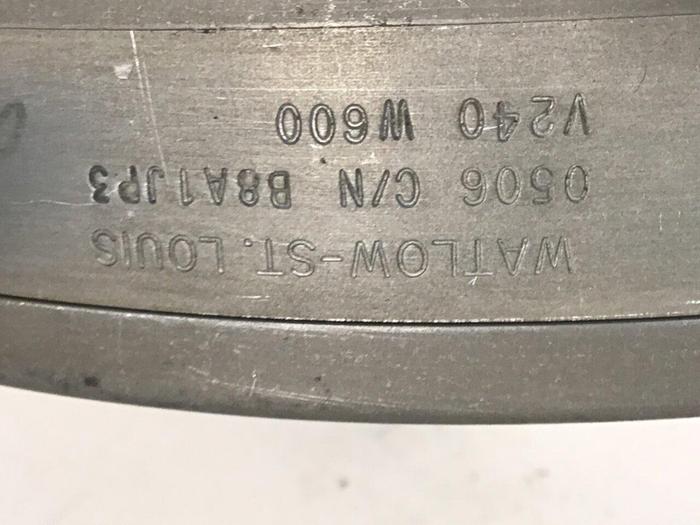 WATLOW-ST. LOUIS
0506 C/N B8A1JP3
V240 W600